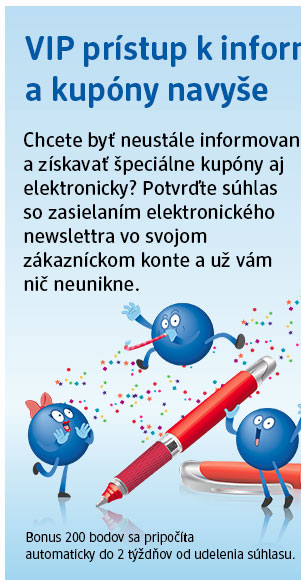 VIP prístup k inform
a kupóny navyše
Chcete byť neustále informovan
a získavať špeciálne kupóny aj
elektronicky? Potvrďte súhlas
so zasielaním elektronického
newslettra vo svojom
zákazníckom konte a už vám
nič neunikne.
Bonus 200 bodov sa pripočíta
automaticky do 2 týždňov od udelenia súhlasu.